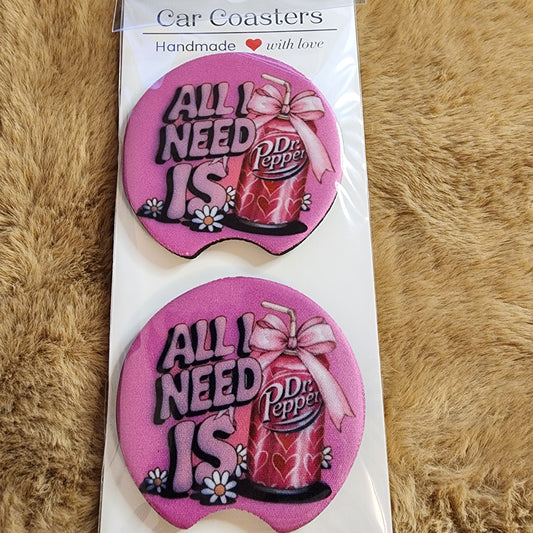 Car Coasters
Handmade ❤ with love
ALL I
NEED
IS
Dr.
Pepper
ALL I
NEED
IS
Dr.
Pepper